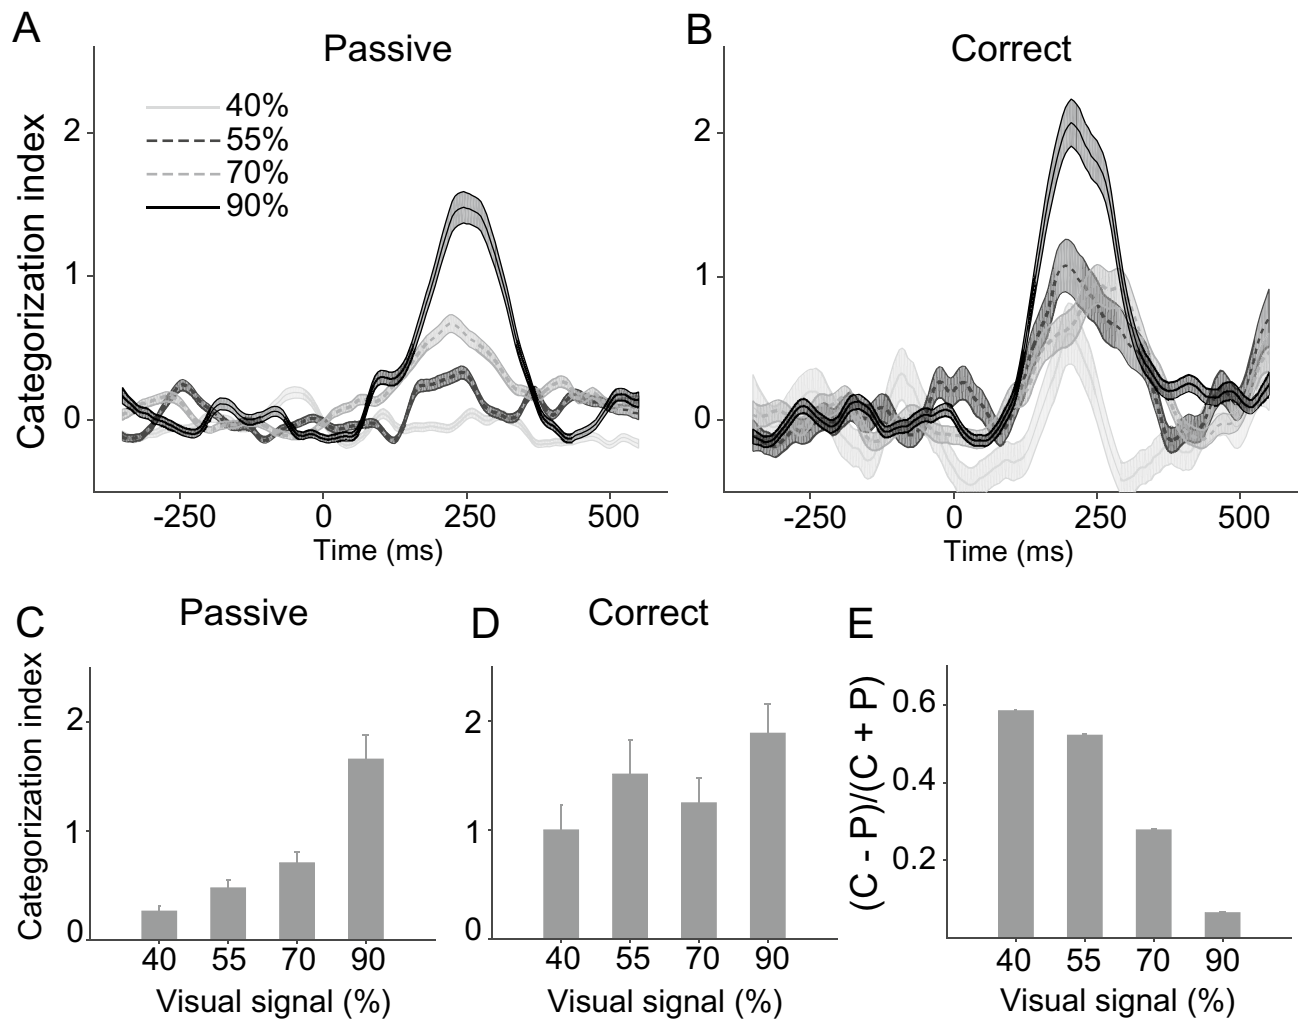 A
Passive
B
Correct
40%
55%
70%
90%
Categorization index
2
1
0
-250
0
250
500
Time (ms)
2
1
0
-250
0
250
500
Time (ms)
C
Passive
D
Correct
E
Categorization index
2
1
0
40
55
70
90
Visual signal (%)
2
1
0
40
55
70
90
Visual signal (%)
(C - P)/(C + P)
0.6
0.4
0.2
40
55
70
90
Visual signal (%)